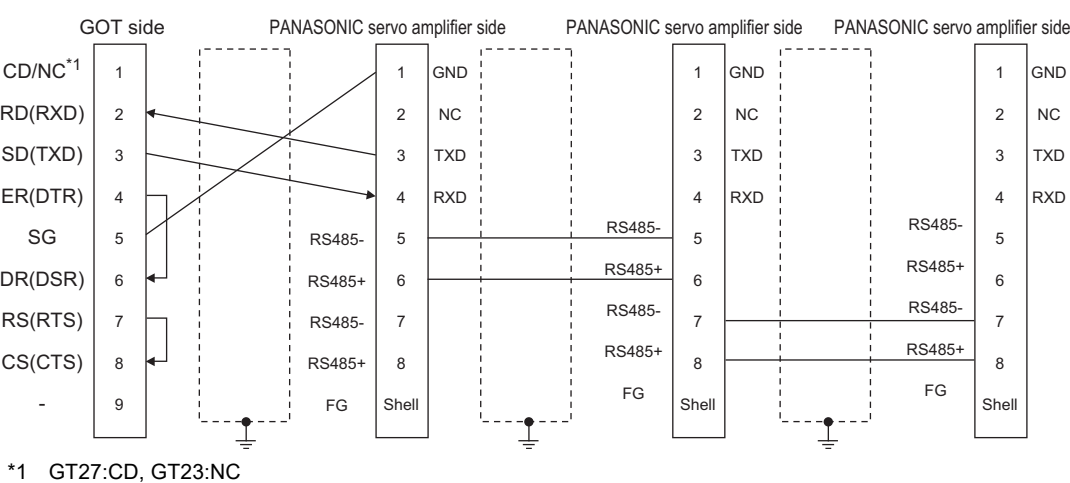 GOT side PANASONIC servo amplifier side PANASONIC servo amplifier side PANASONIC servo amplifier side
CD/NC*1 1 1 GND 1 GND 1 GND
RD(RXD) 2 2 NC 2 NC 2 NC
SD(TXD) 3 3 TXD 3 TXD 3 TXD
ER(DTR) 4 4 RXD 4 RXD 4 RXD
SG 5 RS485- 5 RS485- 5 RS485- 5
DR(DSR) 6 RS485+ 6 RS485+ 6 RS485+ 6
RS(RTS) 7 RS485- 7 RS485- 7 RS485- 7
CS(CTS) 8 RS485+ 8 RS485+ 8 RS485+ 8
- 9 FG Shell FG Shell FG Shell
*1 GT27:CD, GT23:NC